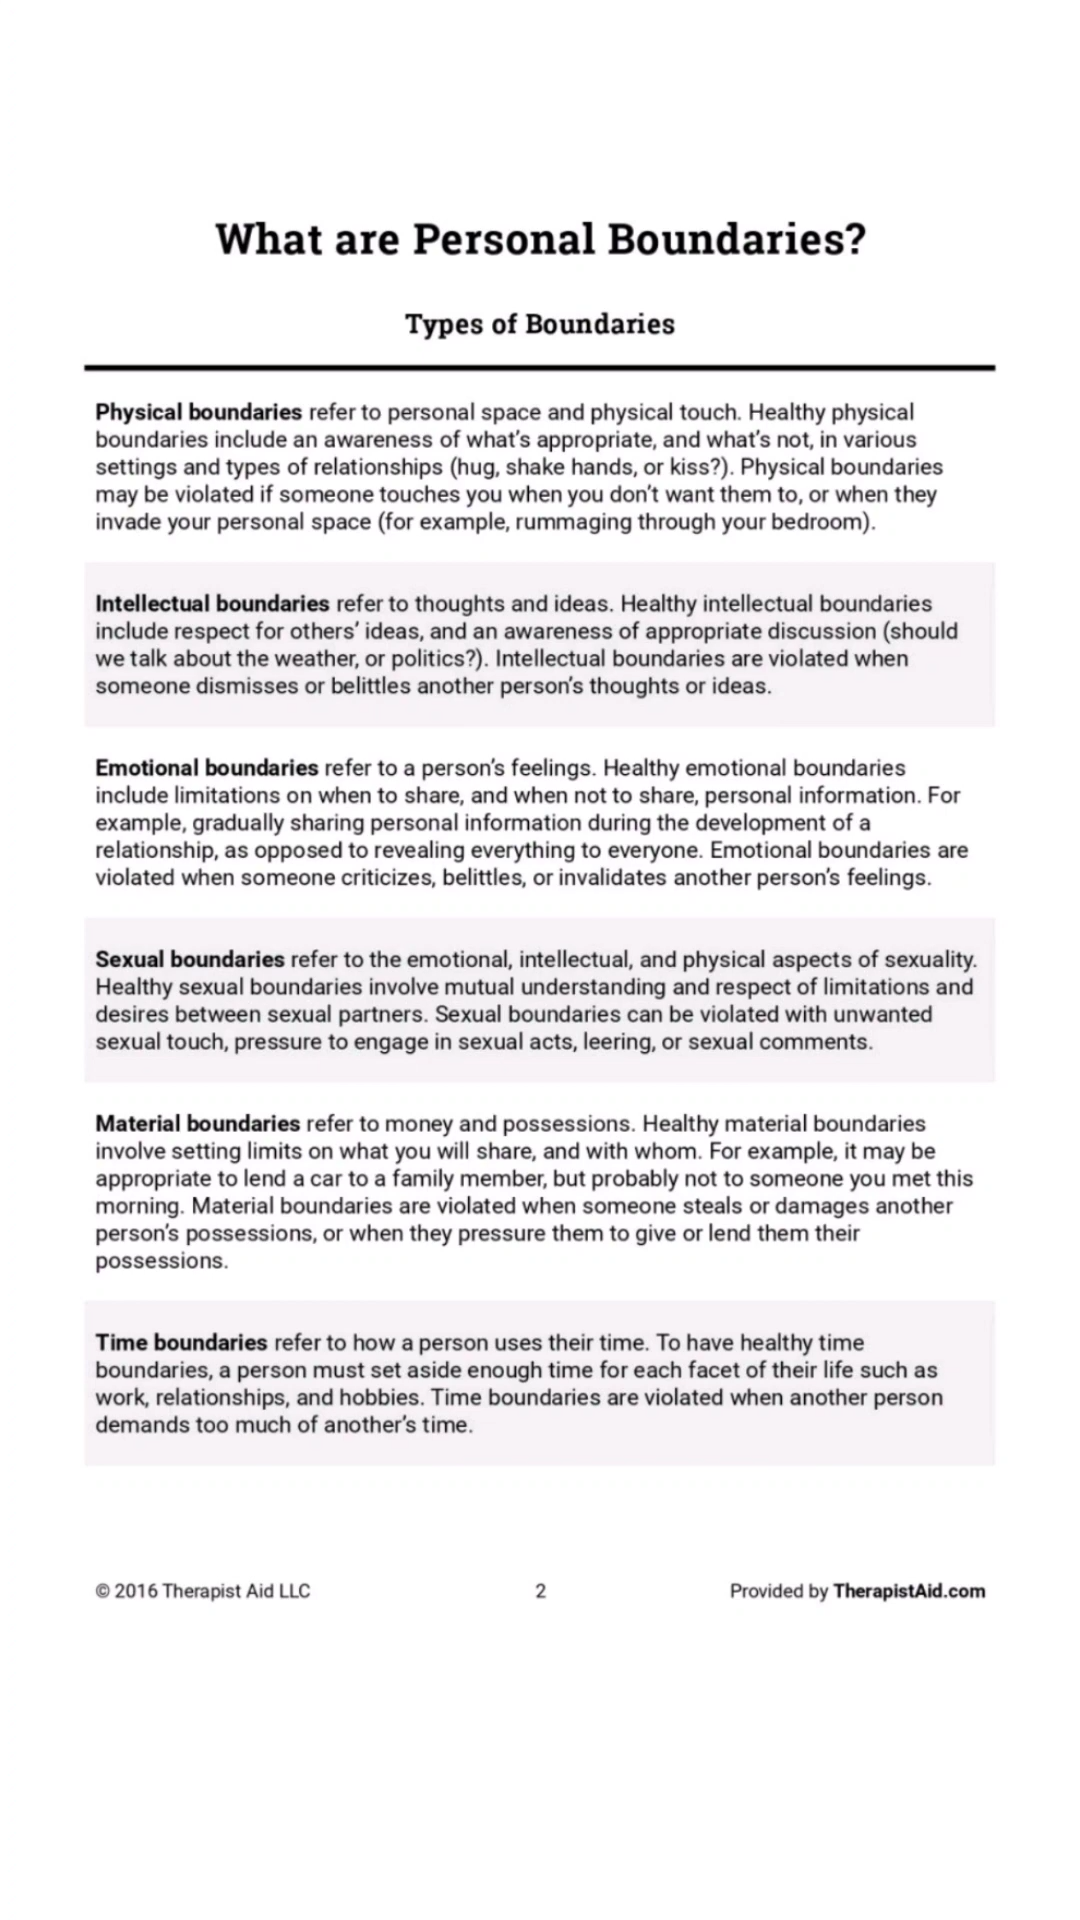 What are Personal Boundaries?
Types of Boundaries
Physical boundaries refer to personal space and physical touch. Healthy physical
boundaries include an awareness of what's appropriate, and what's not, in various
settings and types of relationships (hug, shake hands, or kiss?). Physical boundaries
may be violated if someone touches you when you don't want them to, or when they
invade your personal space (for example, rummaging through your bedroom).
Intellectual boundaries refer to thoughts and ideas. Healthy intellectual boundaries
include respect for others' ideas, and an awareness of appropriate discussion (should
we talk about the weather, or politics?). Intellectual boundaries are violated when
someone dismisses or belittles another person's thoughts or ideas.
Emotional boundaries refer to a person's feelings. Healthy emotional boundaries
include limitations on when to share, and when not to share, personal information. For
example, gradually sharing personal information during the development of a
relationship, as opposed to revealing everything to everyone. Emotional boundaries are
violated when someone criticizes, belittles, or invalidates another person's feelings.
Sexual boundaries refer to the emotional, intellectual, and physical aspects of sexuality.
Healthy sexual boundaries involve mutual understanding and respect of limitations and
desires between sexual partners. Sexual boundaries can be violated with unwanted
sexual touch, pressure to engage in sexual acts, leering, or sexual comments.
Material boundaries refer to money and possessions. Healthy material boundaries
involve setting limits on what you will share, and with whom. For example, it may be
appropriate to lend a car to a family member, but probably not to someone you met this
morning. Material boundaries are violated when someone steals or damages another
person's possessions, or when they pressure them to give or lend them their
possessions.
Time boundaries refer to how a person uses their time. To have healthy time
boundaries, a person must set aside enough time for each facet of their life such as
work, relationships, and hobbies. Time boundaries are violated when another person
demands too much of another's time.
© 2016 Therapist Aid LLC 2 Provided by TherapistAid.com